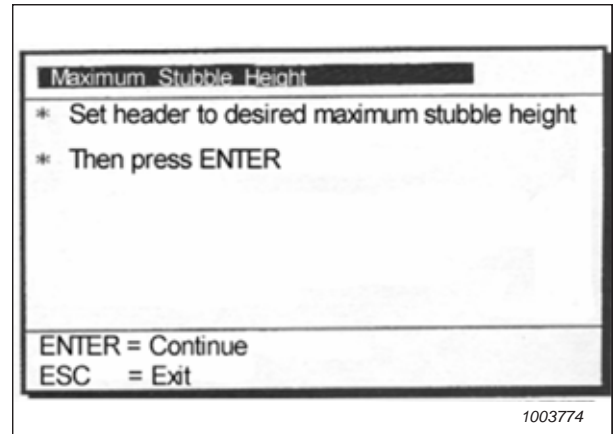 Maximum Stubble Height
* Set header to desired maximum stubble height
* Then press ENTER
ENTER = Continue
ESC = Exit
1003774